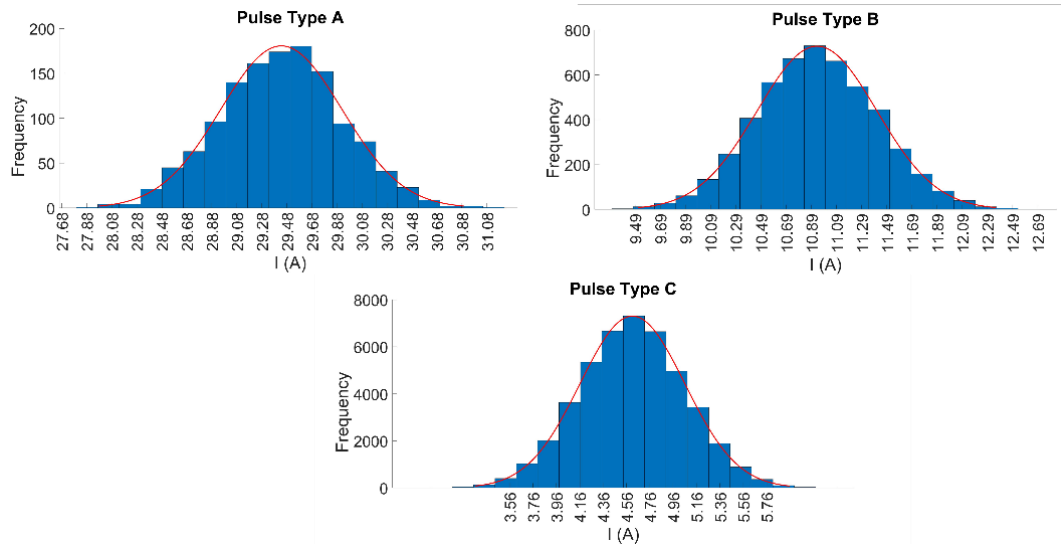 Pulse Type A
200
150
100
50
0
Frequency
27.68 27.88 28.08 28.28 28.48 28.68 28.88 29.08 29.28 29.48 29.68 29.88 30.08 30.28 30.48 30.68 30.88 31.08
I (A)
Pulse Type B
800
600
400
200
0
Frequency
9.49 9.69 9.89 10.09 10.29 10.49 10.69 10.89 11.09 11.29 11.49 11.69 11.89 12.09 12.29 12.49 12.69
I (A)
Pulse Type C
8000
6000
4000
2000
0
Frequency
3.56 3.76 3.96 4.16 4.36 4.56 4.76 4.96 5.16 5.36 5.56 5.76
I (A)